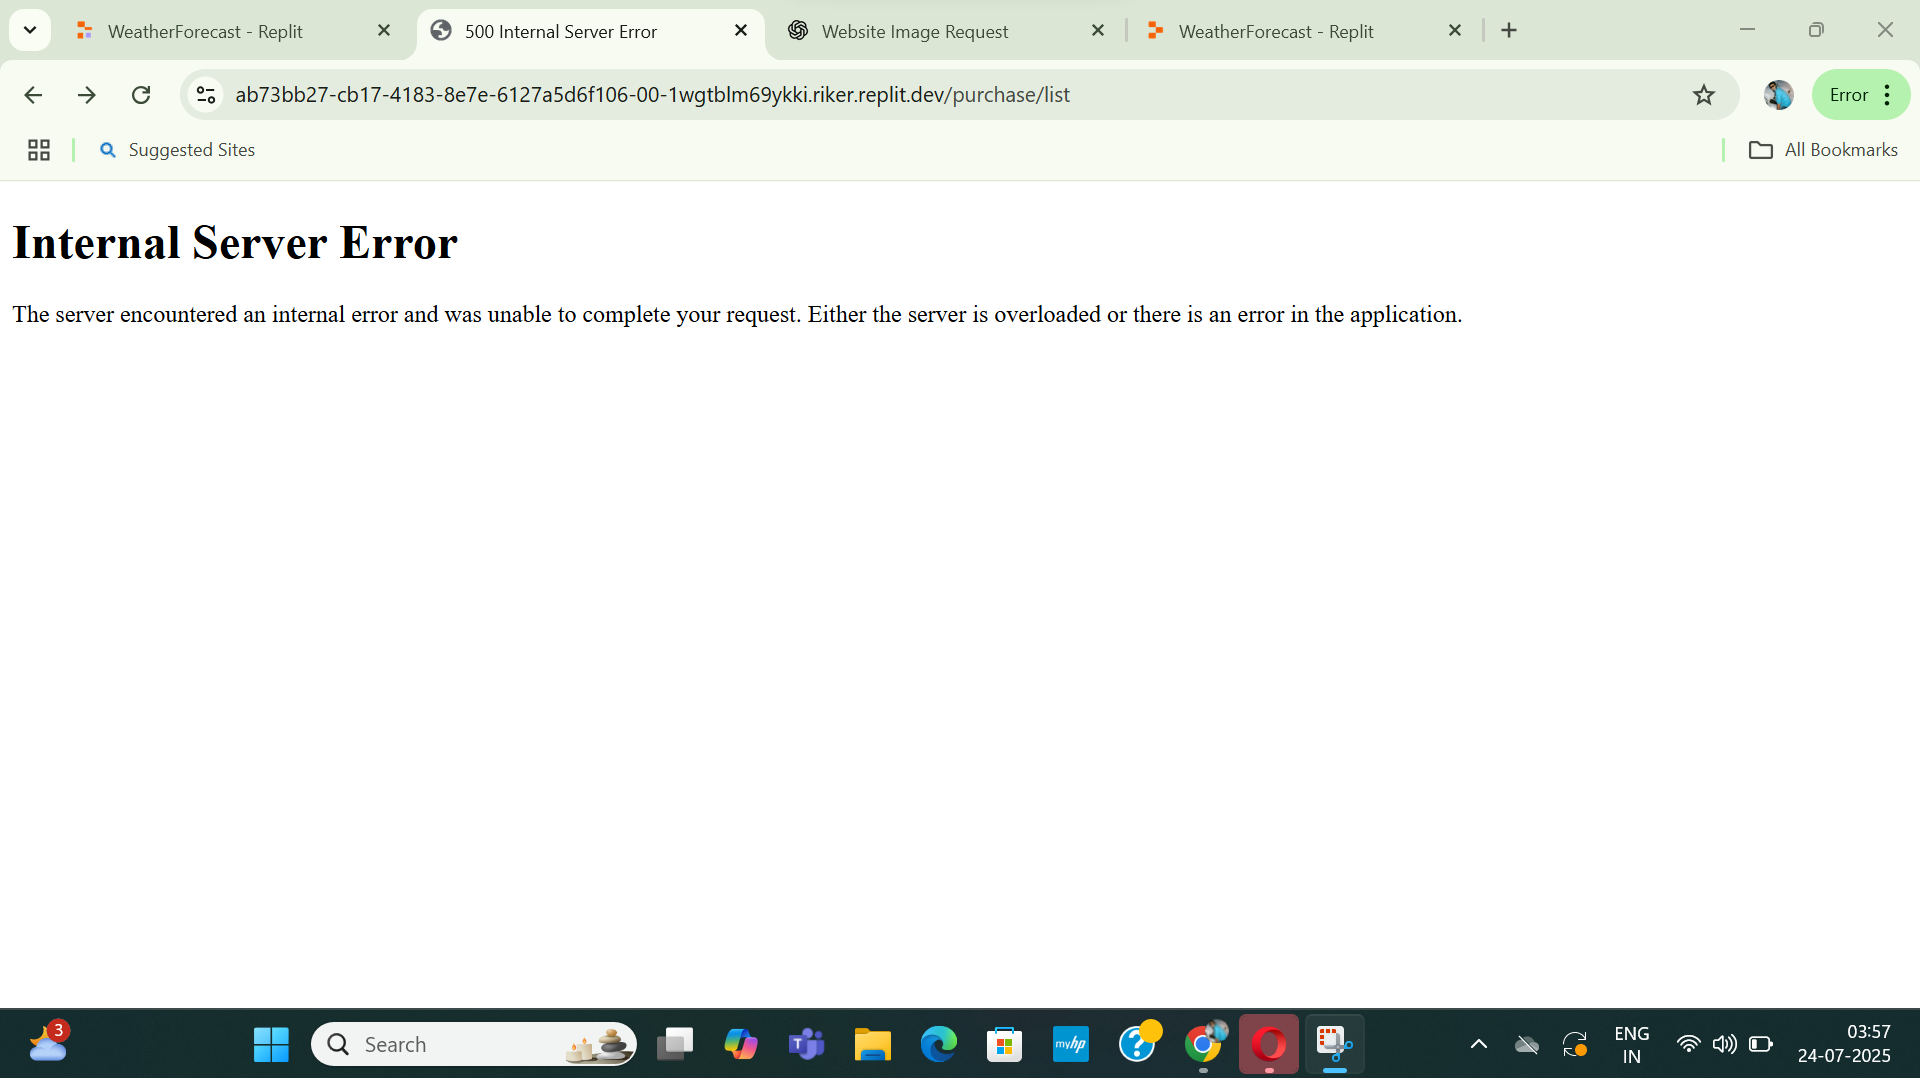 WeatherForecast - Replit
500 Internal Server Error
Website Image Request
WeatherForecast - Replit
ab73bb27-cb17-4183-8e7e-6127a5d6f106-00-1wgtblm69ykki.riker.replit.dev/purchase/list
Error
Suggested Sites
All Bookmarks
Internal Server Error
The server encountered an internal error and was unable to complete your request. Either the server is overloaded or there is an error in the application.
3
Search
T
myhp
?
ENG
IN
03:57
24-07-2025